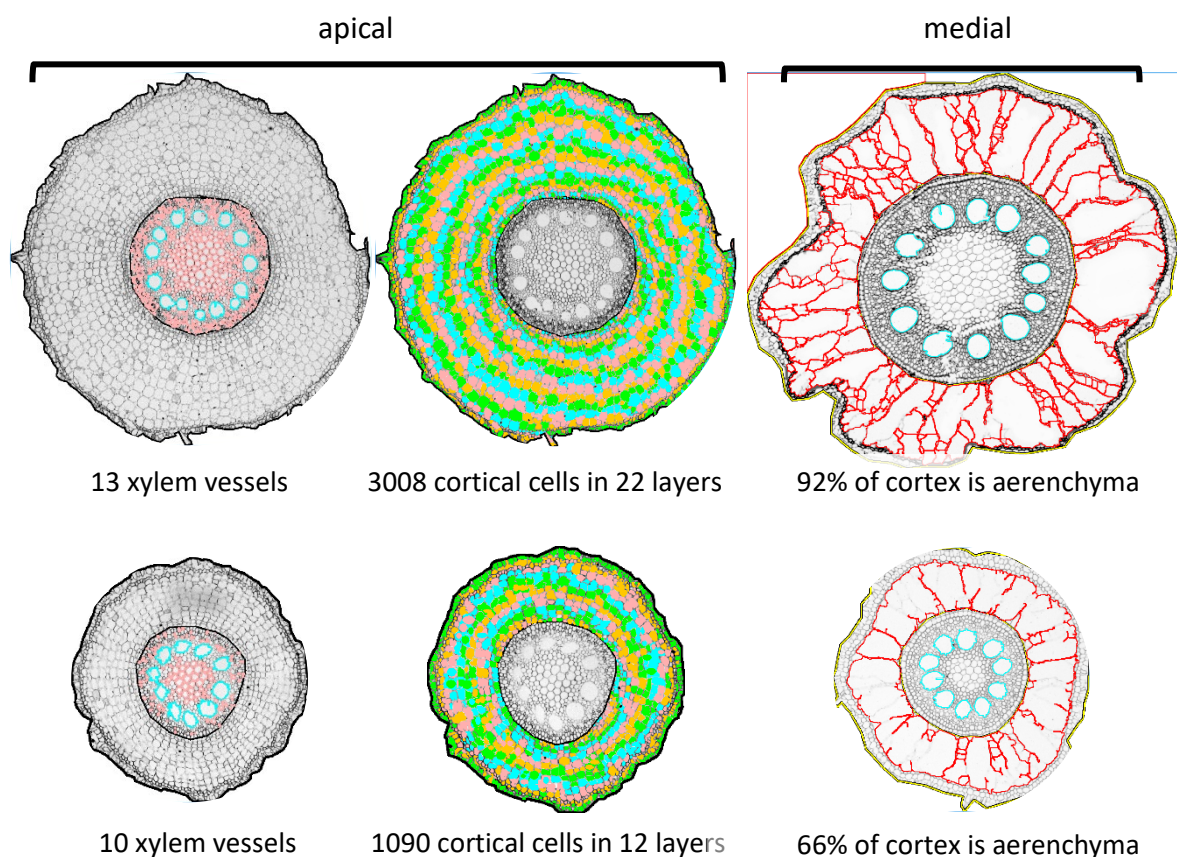 apical
medial
13 xylem vessels
3008 cortical cells in 22 layers
92% of cortex is aerenchyma
10 xylem vessels
1090 cortical cells in 12 layers
66% of cortex is aerenchyma